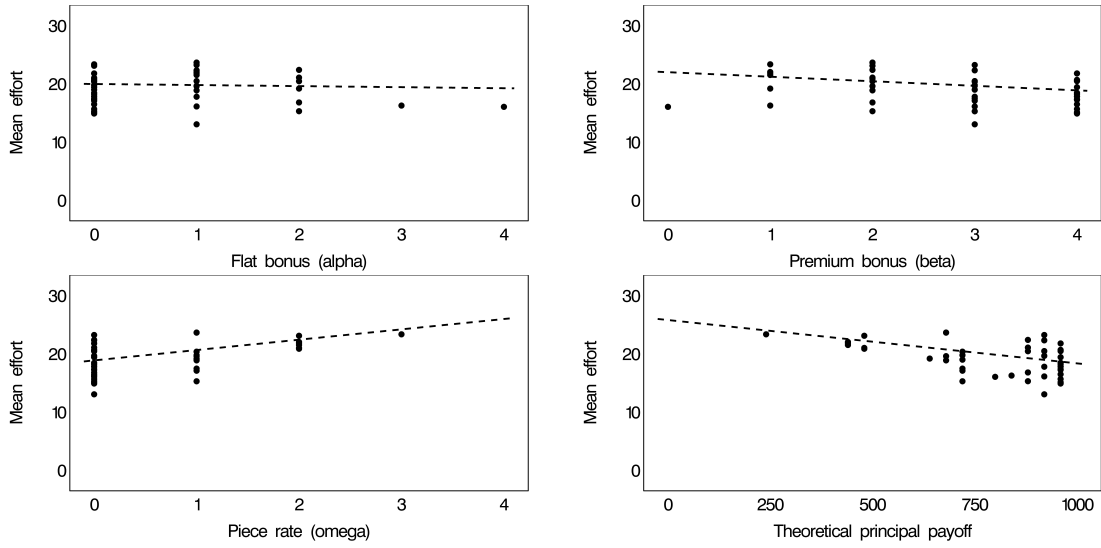 Mean effort
30
20
10
0
0 1 2 3 4
Flat bonus (alpha)
Mean effort
30
20
10
0
0 1 2 3 4
Premium bonus (beta)
Mean effort
30
20
10
0
0 1 2 3 4
Piece rate (omega)
Mean effort
30
20
10
0
0 250 500 750 1000
Theoretical principal payoff